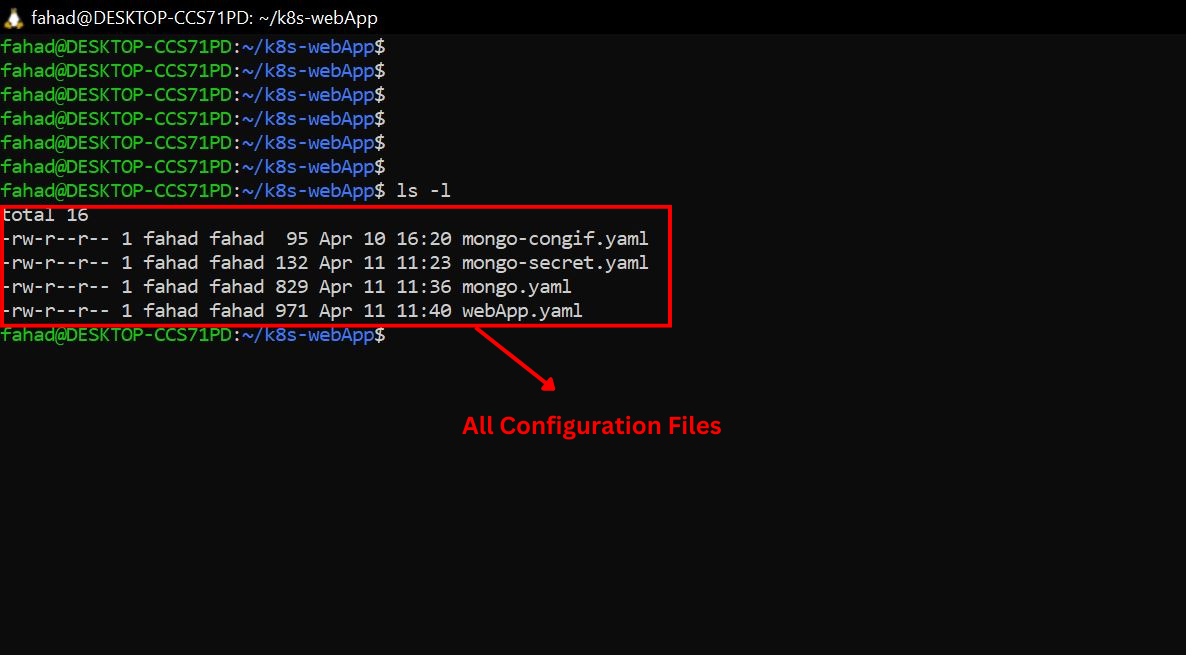 fahad@DESKTOP-CCS71PD: ~/k8s-webApp
fahad@DESKTOP-CCS71PD:~/k8s-webApp$
fahad@DESKTOP-CCS71PD:~/k8s-webApp$
fahad@DESKTOP-CCS71PD:~/k8s-webApp$
fahad@DESKTOP-CCS71PD:~/k8s-webApp$
fahad@DESKTOP-CCS71PD:~/k8s-webApp$
fahad@DESKTOP-CCS71PD:~/k8s-webApp$
fahad@DESKTOP-CCS71PD:~/k8s-webApp$ ls -l
total 16
-rw-r--r-- 1 fahad fahad  95 Apr 10 16:20 mongo-congif.yaml
-rw-r--r-- 1 fahad fahad 132 Apr 11 11:23 mongo-secret.yaml
-rw-r--r-- 1 fahad fahad 829 Apr 11 11:36 mongo.yaml
-rw-r--r-- 1 fahad fahad 971 Apr 11 11:40 webApp.yaml
fahad@DESKTOP-CCS71PD:~/k8s-webApp$
All Configuration Files